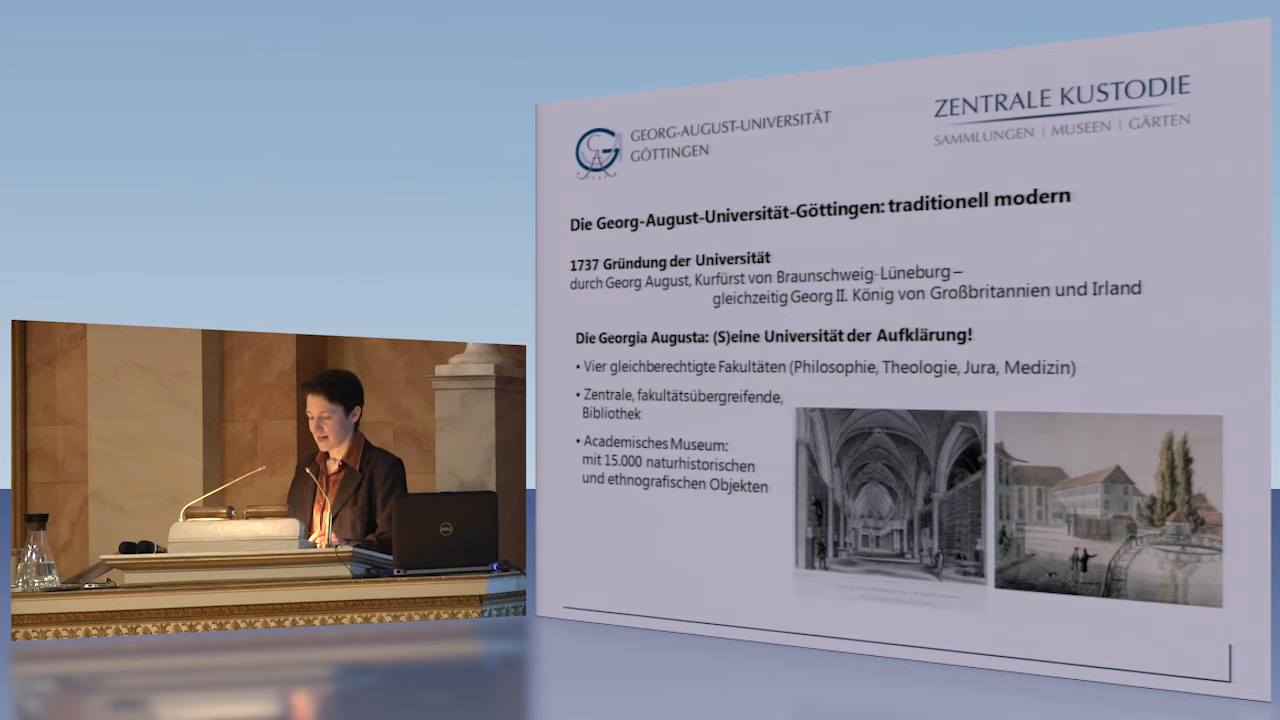 GEORG-AUGUST-UNIVERSITÄT
GÖTTINGEN
ZENTRALE KUSTODIE
SAMMLUNGEN | MUSEEN | GÄRTEN
Die Georg-August-Universität-Göttingen: traditionell modern
1737 Gründung der Universität
durch Georg August, Kurfürst von Braunschweig-Lüneburg –
gleichzeitig Georg II. König von Großbritannien und Irland
Die Georgia Augusta: (S)eine Universität der Aufklärung!
• Vier gleichberechtigte Fakultäten (Philosophie, Theologie, Jura, Medizin)
• Zentrale, fakultätsübergreifende,
Bibliothek
• Academisches Museum:
mit 15.000 naturhistorischen
und ethnografischen Objekten
DELL